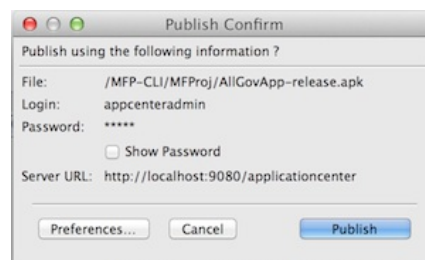 Publish Confirm
Publish using the following information ?
File: /MFP-CLI/MFProj/AllGovApp-release.apk
Login: appcenteradmin
Password: *****
Show Password
Server URL: http://localhost:9080/applicationcenter
Preferences... Cancel Publish